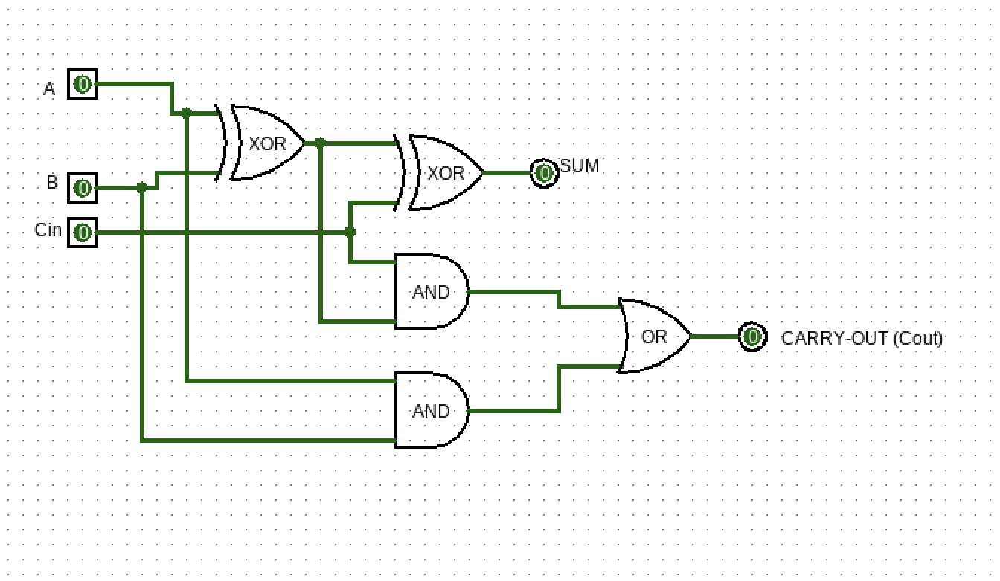 A 0
XOR
B 0
XOR
0 SUM
Cin 0
AND
OR
0 CARRY-OUT (Cout)
AND